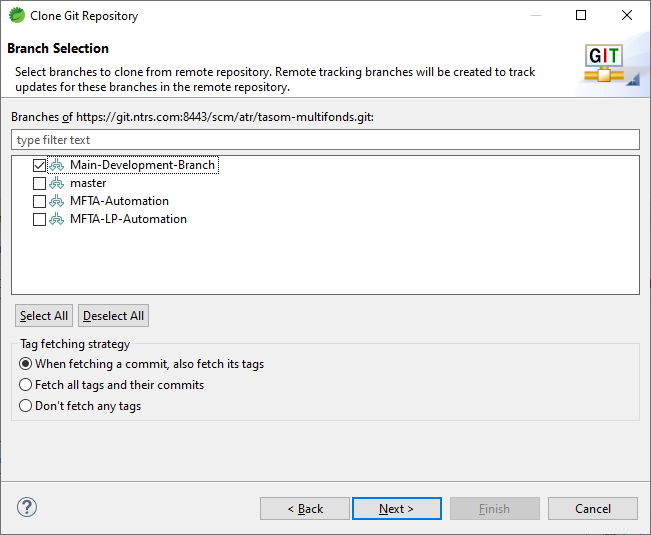 Clone Git Repository
Branch Selection
Select branches to clone from remote repository. Remote tracking branches will be created to track
updates for these branches in the remote repository.
GIT
Branches of https://git.ntrs.com:8443/scm/atr/tasom-multifonds.git:
type filter text
Main-Development-Branch
master
MFTA-Automation
MFTA-LP-Automation
Select All Deselect All
Tag fetching strategy
When fetching a commit, also fetch its tags
Fetch all tags and their commits
Don't fetch any tags
? < Back Next > Finish Cancel